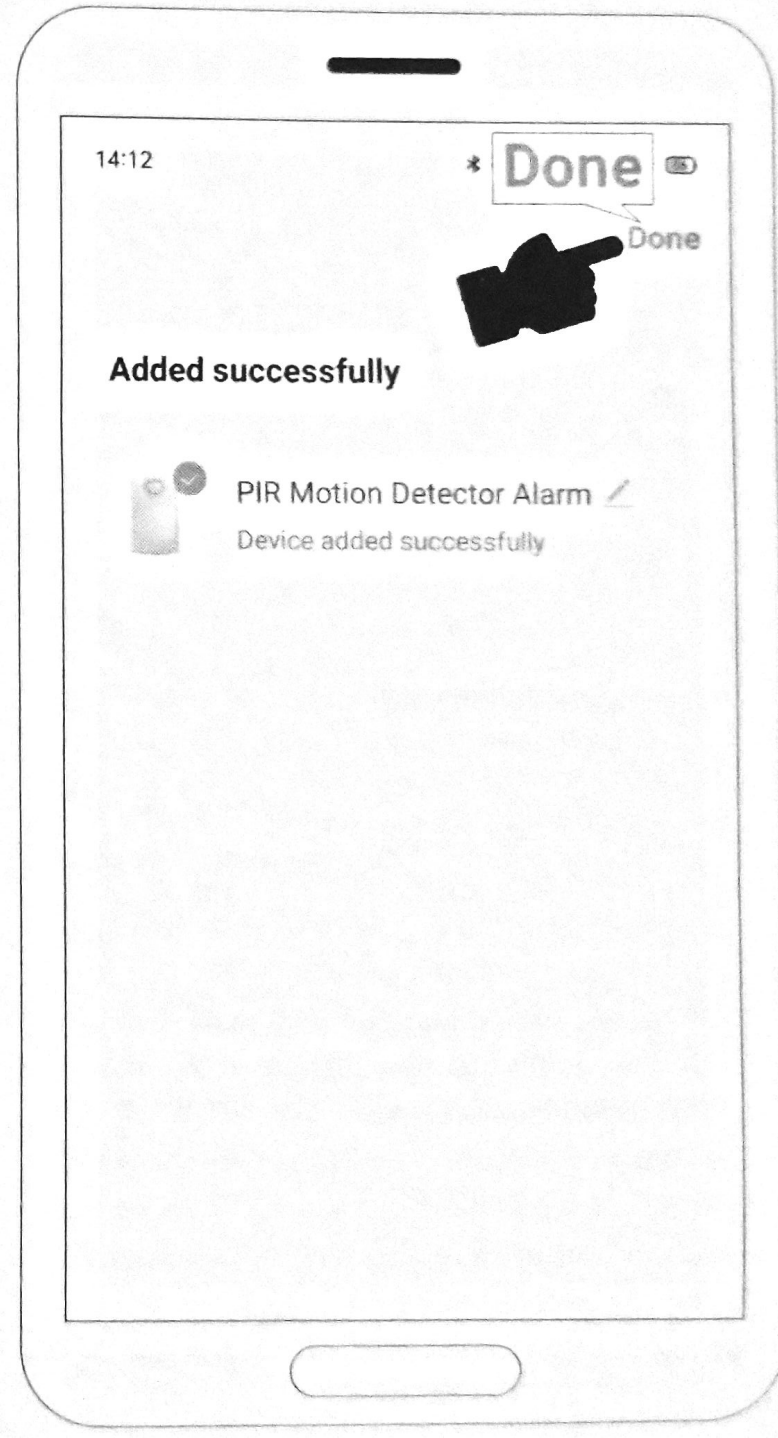 14:12
Done
Done
Added successfully
PIR Motion Detector Alarm
Device added successfully